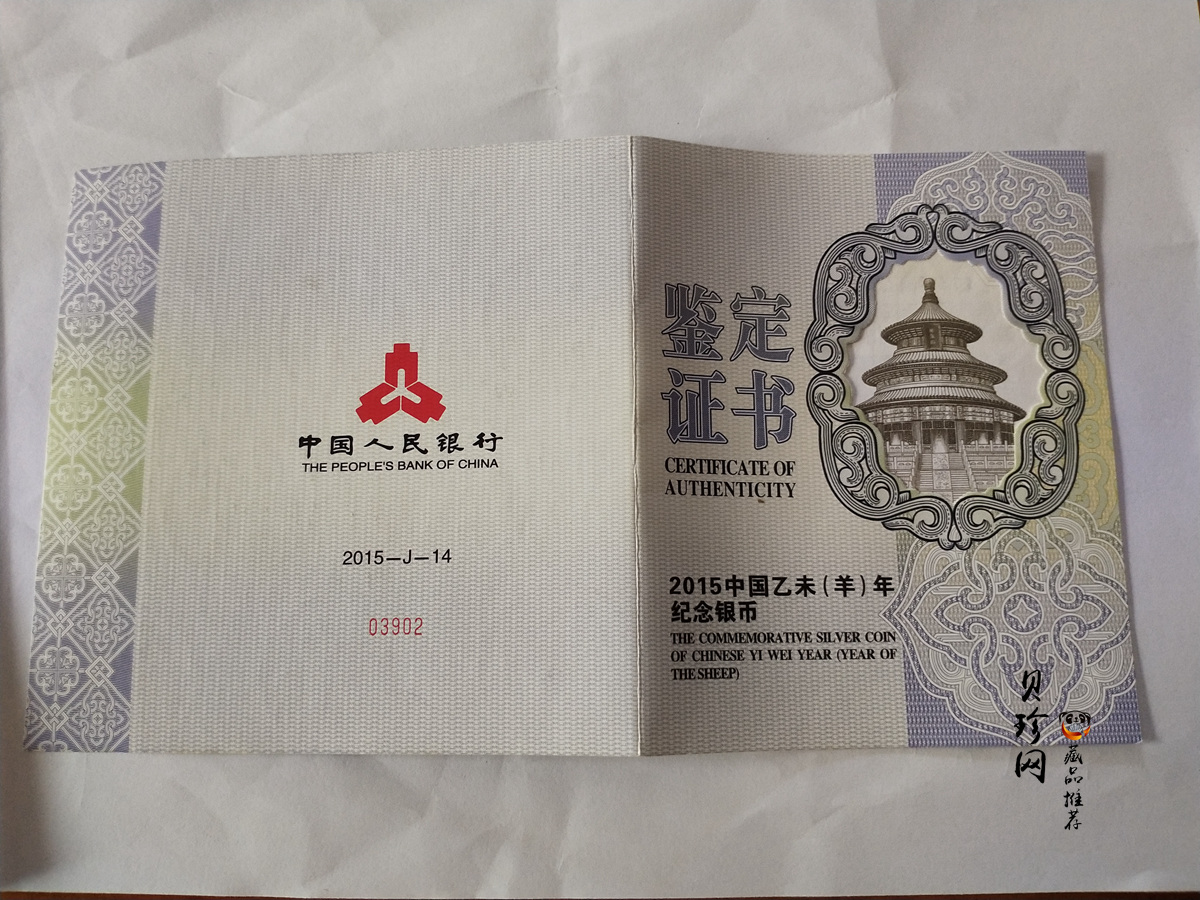 中国人民银行
THE PEOPLE'S BANK OF CHINA
2015—J—14
03902
鉴定
证书
CERTIFICATE OF
AUTHENTICITY
2015中国乙未(羊)年
纪念银币
THE COMMEMORATIVE SILVER COIN
OF CHINESE YI WEI YEAR (YEAR OF
THE SHEEP)
贝珍网
藏品推荐